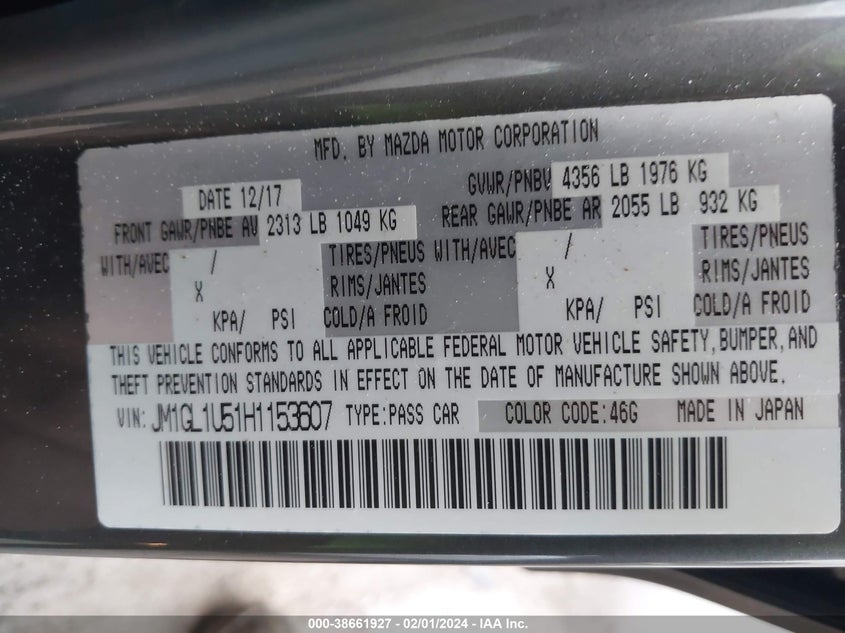 MFD. BY MAZDA MOTOR CORPORATION
DATE 12/17 GVWR/PNBV 4356 LB 1976 KG
FRONT GAWR/PNBE AV 2313 LB 1049 KG REAR GAWR/PNBE AR 2055 LB 932 KG
WITH/AVEC / TIRES/PNEUS WITH/AVEC / TIRES/PNEUS
X RIMS/JANTES X RIMS/JANTES
KPA/ PSI COLD/A FROID KPA/ PSI COLD/A FROID
THIS VEHICLE CONFORMS TO ALL APPLICABLE FEDERAL MOTOR VEHICLE SAFETY, BUMPER, AND
THEFT PREVENTION STANDARDS IN EFFECT ON THE DATE OF MANUFACTURE SHOWN ABOVE.
VIN: JM1GL1U51H1153607 TYPE:PASS CAR COLOR CODE:46G MADE IN JAPAN
000-38661927 - 02/01/2024 - IAA Inc.